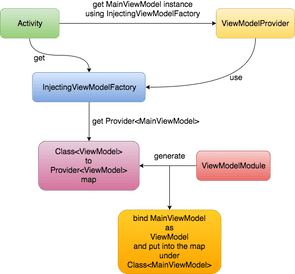 get MainViewModel instance
using InjectingViewModelFactory
Activity
ViewModelProvider
get
use
InjectingViewModelFactory
get Provider<MainViewModel>
Class<ViewModel>
to
Provider<ViewModel>
map
generate
ViewModelModule
bind MainViewModel
as
ViewModel
and put into the map
under
Class<MainViewModel>